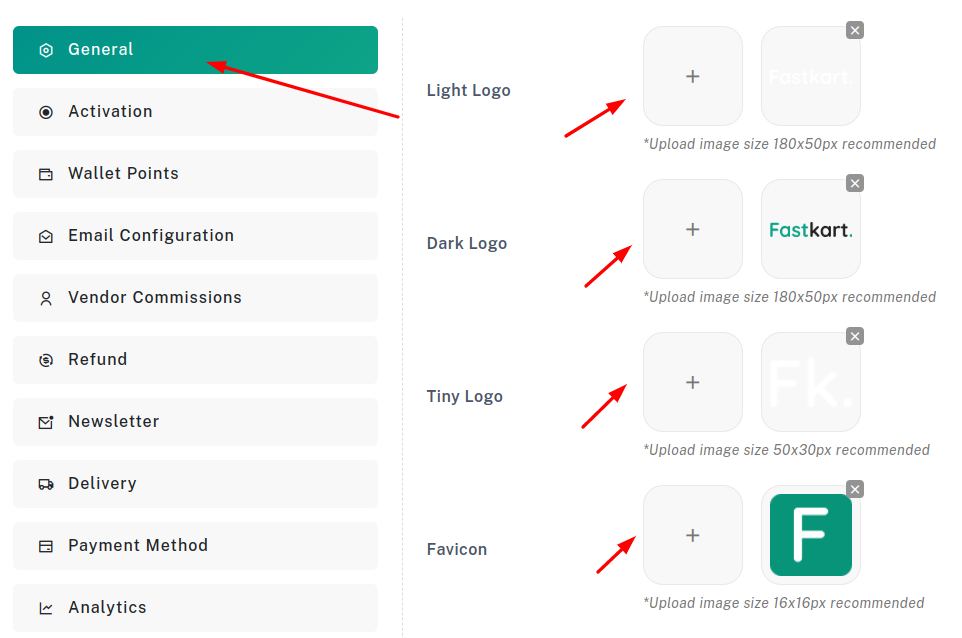 General
Activation
Wallet Points
Email Configuration
Vendor Commissions
Refund
Newsletter
Delivery
Payment Method
Analytics
Light Logo
+
Fastkart.
*Upload image size 180x50px recommended
Dark Logo
+
Fastkart.
*Upload image size 180x50px recommended
Tiny Logo
+
Fk.
*Upload image size 50x30px recommended
Favicon
+
F
*Upload image size 16x16px recommended